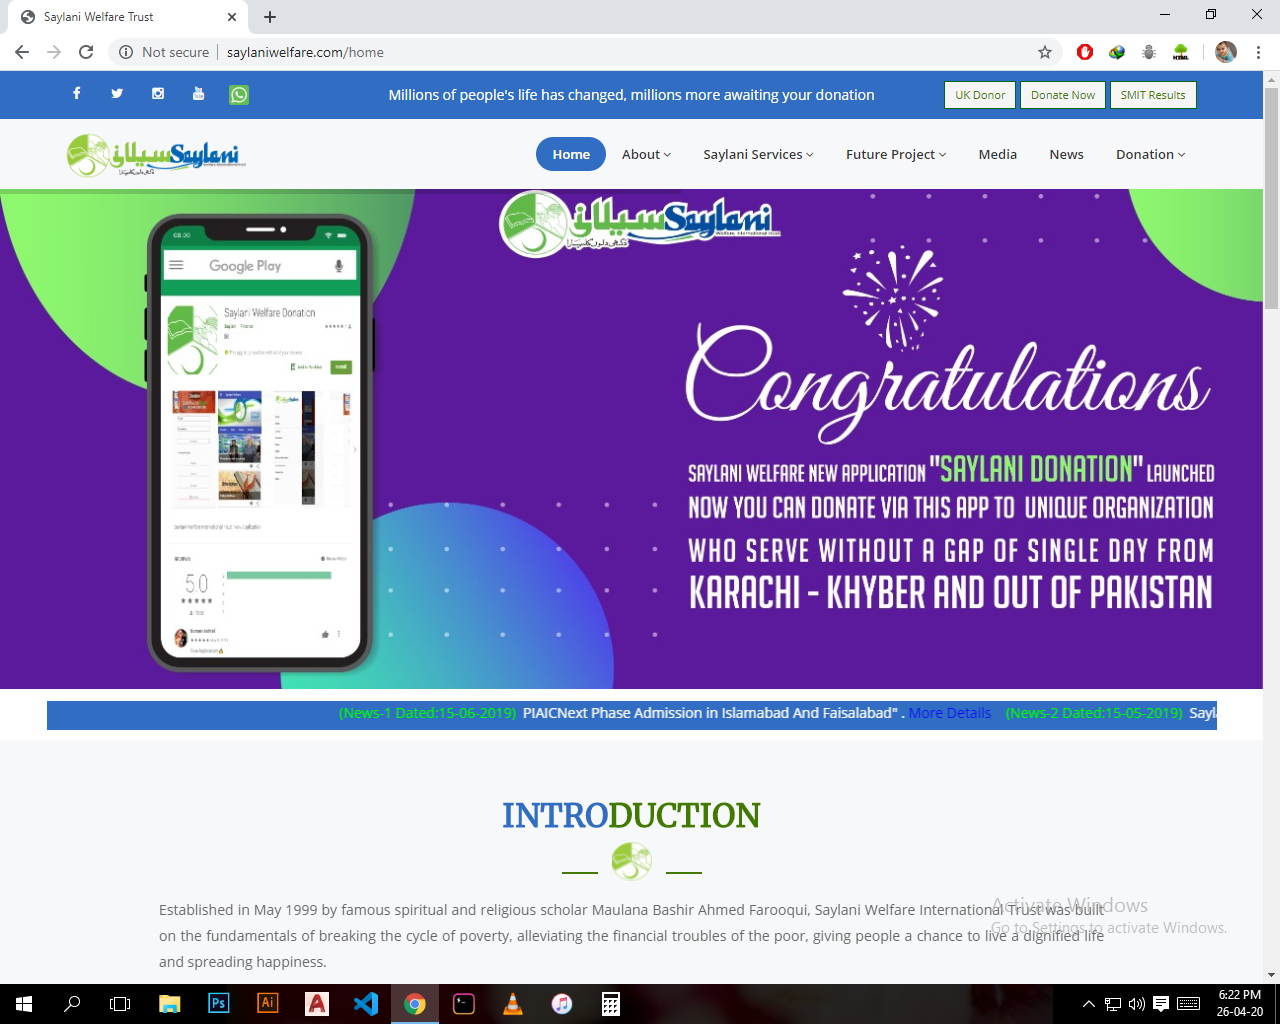 Saylani Welfare Trust
Not secure | saylaniwelfare.com/home
Millions of people's life has changed, millions more awaiting your donation
UK Donor
Donate Now
SMIT Results
سیلانی Saylani
Home
About
Saylani Services
Future Project
Media
News
Donation
سیلانی Saylani
Welfare International Trust
Google Play
Saylani Welfare Donation
5.0
Congratulations
SAYLANI WELFARE NEW APPLICATION "SAYLANI DONATION" LAUNCHED
NOW YOU CAN DONATE VIA THIS APP TO UNIQUE ORGANIZATION
WHO SERVE WITHOUT A GAP OF SINGLE DAY FROM
KARACHI - KHYBER AND OUT OF PAKISTAN
(News-1 Dated:15-06-2019) PIAICNext Phase Admission in Islamabad And Faisalabad" . More Details (News-2 Dated:15-05-2019) Sayla
INTRODUCTION
Established in May 1999 by famous spiritual and religious scholar Maulana Bashir Ahmed Farooqui, Saylani Welfare International Trust was built
on the fundamentals of breaking the cycle of poverty, alleviating the financial troubles of the poor, giving people a chance to live a dignified life
and spreading happiness.
Activate Windows
Go to Settings to activate Windows.
Ps
Ai
6:22 PM
26-04-20